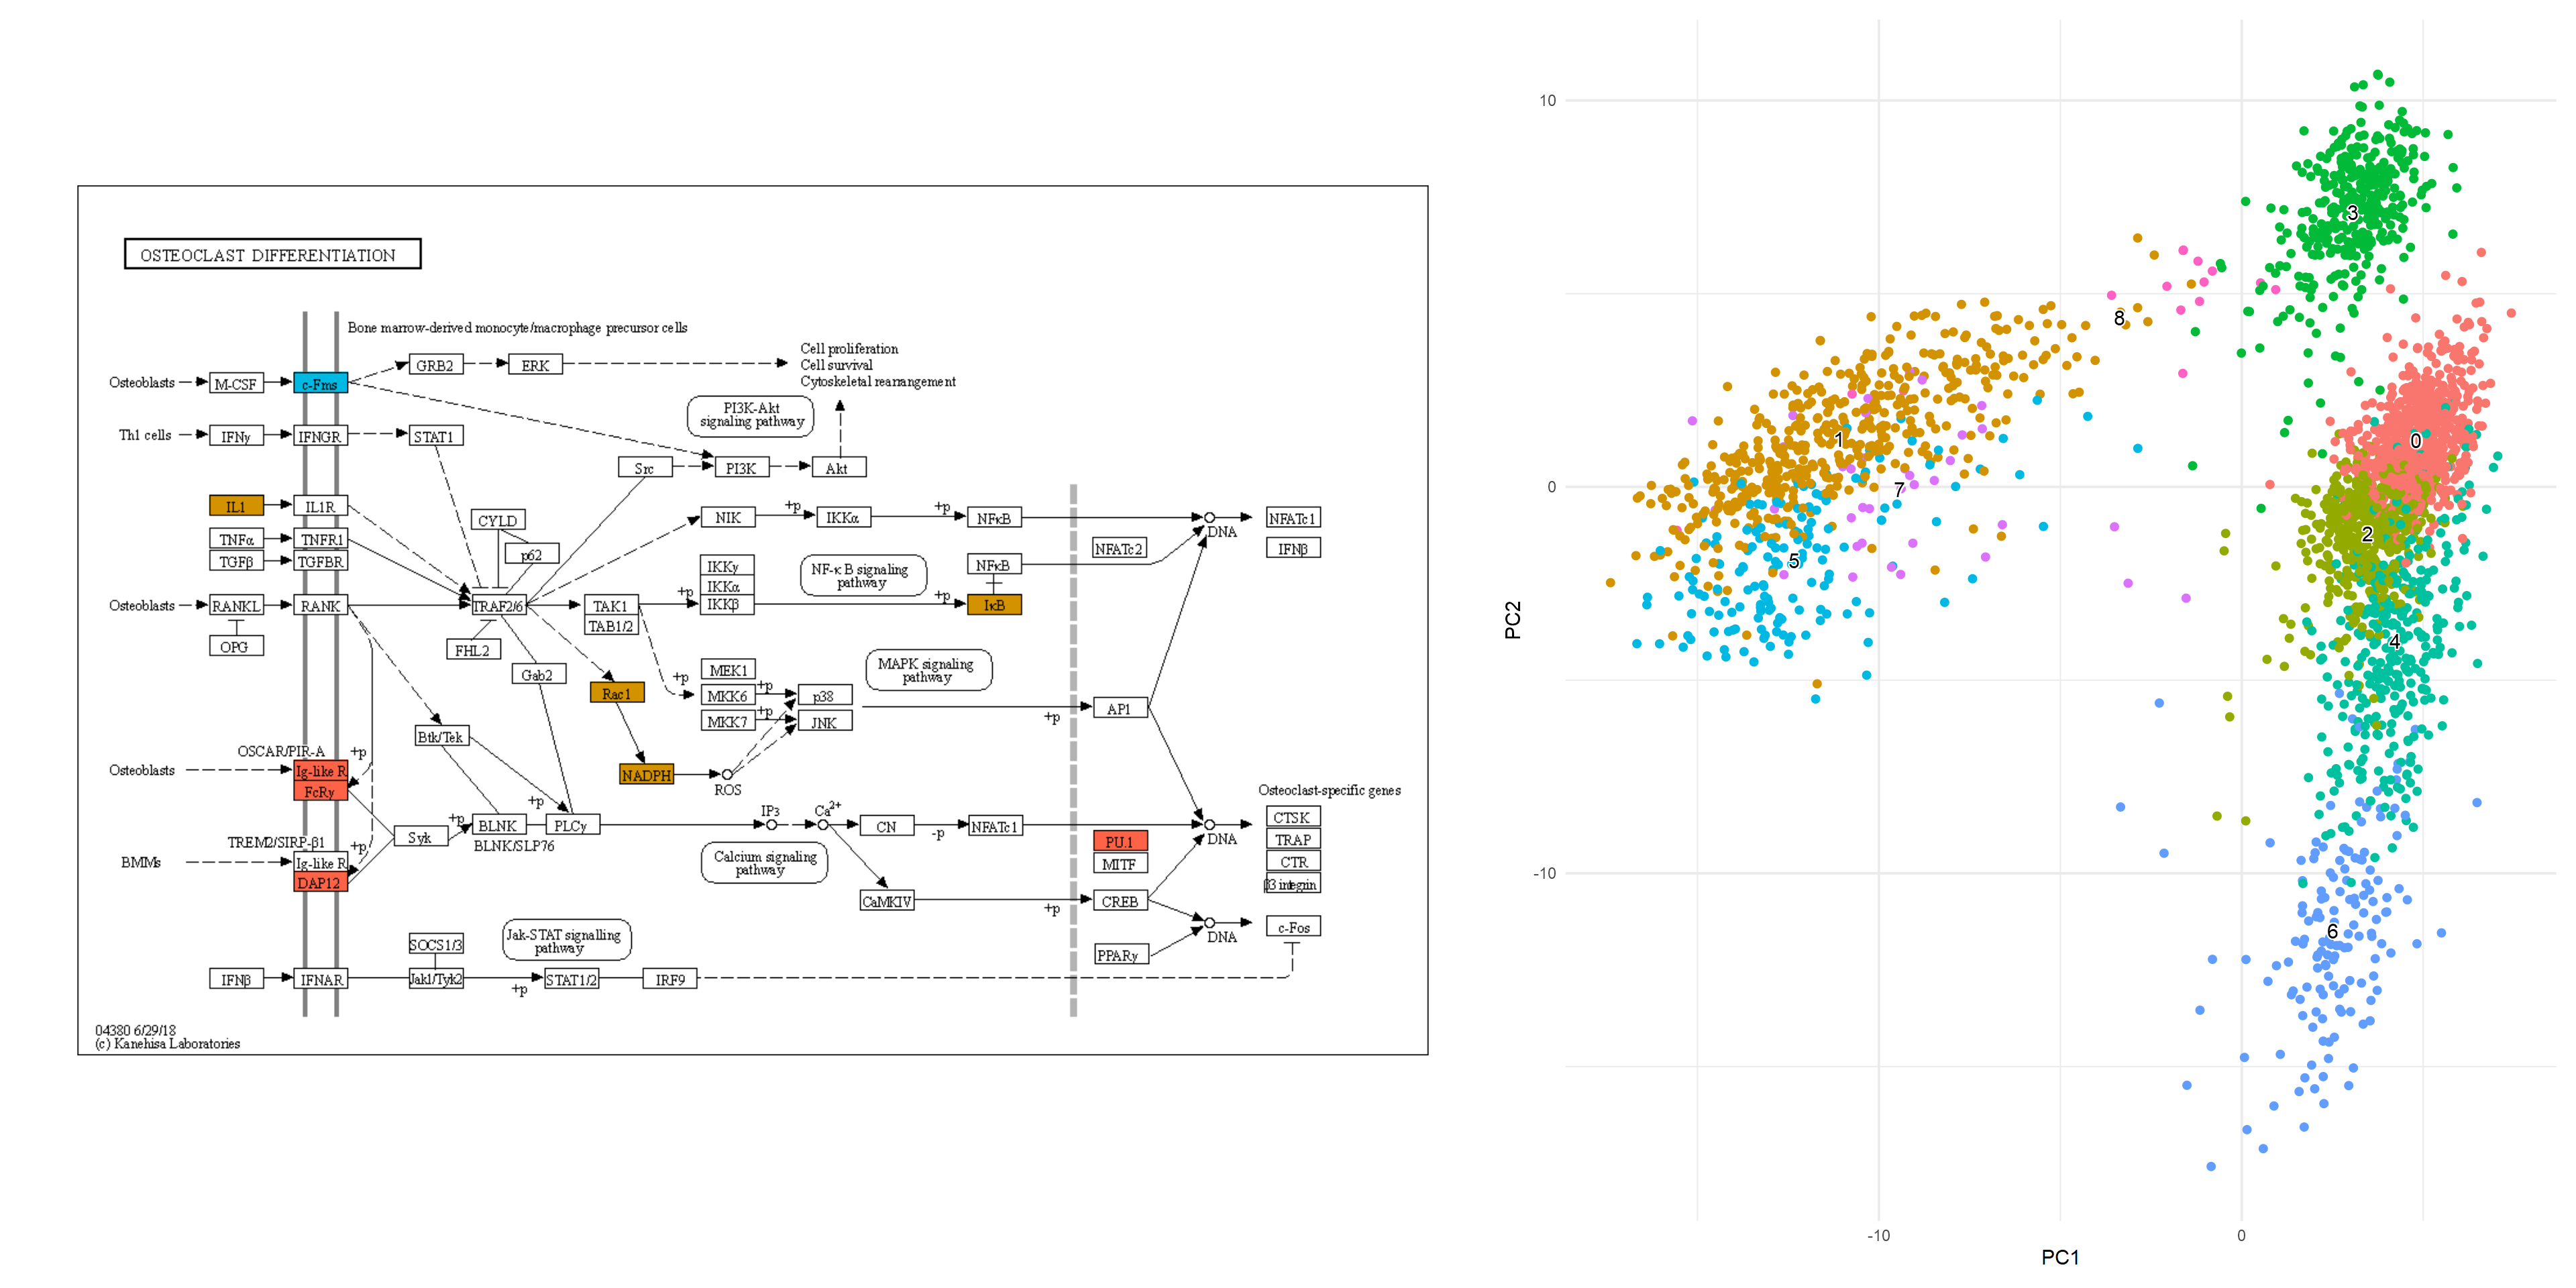 OSTEOCLAST DIFFERENTIATION
Bone marrow-derived monocyte/macrophage precursor cells
Osteoblasts
M-CSF
c-Fms
GRB2
ERK
Cell proliferation
Cell survival
Cytoskeletal rearrangement
PI3K-Akt
signaling pathway
Th1 cells
IFNγ
IFNGR
STAT1
Src
PI3K
Akt
IL1
IL1R
CYLD
NIK
+p
IKKα
+p
NFκB
DNA
NFATc1
TNFα
TNFR1
p62
NFATc2
IFNβ
TGFβ
TGFBR
IKKγ
IKKα
IKKβ
NF-κB signaling
pathway
NFκB
Osteoblasts
RANKL
RANK
TRAF2/6
TAK1
TAB1/2
+p
+p
IκB
OPG
FHL2
Gab2
MEK1
MKK6
MKK7
+p
+p
+p
p38
JNK
MAPK signaling
pathway
Rac1
+p
AP1
Btk/Tek
OSCAR/PIR-A
+p
Osteoblasts
Ig-like R
FcRγ
NADPH
ROS
Osteoclast-specific genes
+p
+p
Syk
BLNK
PLCγ
BLNK/SLP76
IP3
Ca2+
CN
-p
NFATc1
PU.1
MITF
DNA
CTSK
TRAP
CTR
β3 integrin
TREM2/SIRP-β1
+p
BMMs
Ig-like R
DAP12
Calcium signaling
pathway
CaMKIV
+p
CREB
DNA
c-Fos
PPARγ
SOCS1/3
Jak-STAT signalling
pathway
IFNβ
IFNAR
Jak1/Tyk2
+p
STAT1/2
IRF9
04380 6/29/18
(c) Kanehisa Laboratories
10
0
-10
PC2
3
8
0
1
7
2
5
4
6
-10
0
PC1